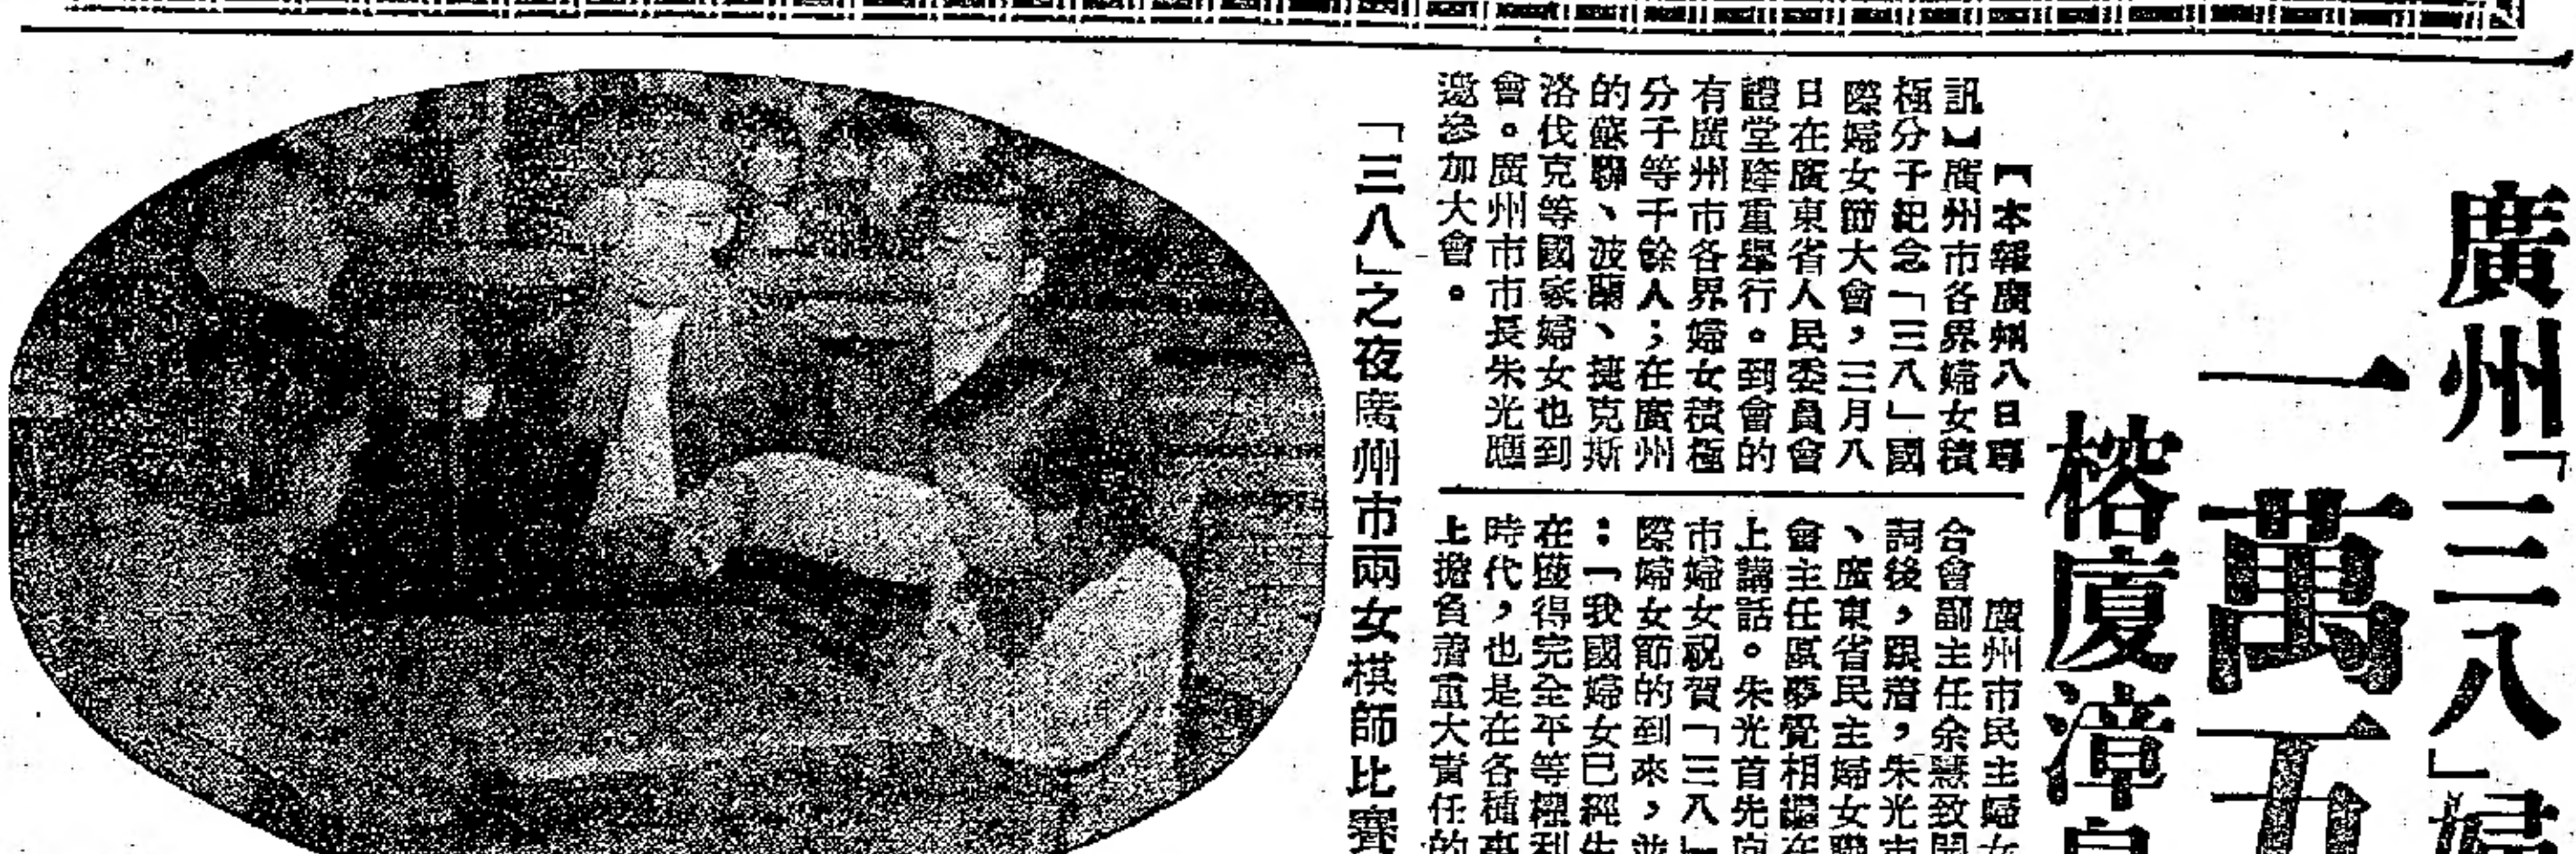 廣州「三八」婦
一萬五
榕廈漳泉
【本報廣州八日專
訊】廣州市各界婦女積
極分子紀念「三八」國
際婦女節大會，三月八
日在廣東省人民委員會
禮堂隆重舉行。到會的
有廣州市各界婦女積極
分子等千餘人；在廣州
的蘇聯、波蘭、捷克斯
洛伐克等國家婦女也到
會。廣州市市長朱光應
邀參加大會。
廣州市民主婦女
合會副主任余慧致開
詞後，跟着，朱光市
、廣東省民主婦女聯
會主任區夢覺相繼在
上講話。朱光首先向
市婦女祝賀「三八」
際婦女節的到來，並
：「我國婦女已經生
在獲得完全平等權利
時代，也是在各種事
上擔負着重大責任的
「三八」之夜廣州市兩女棋師比賽